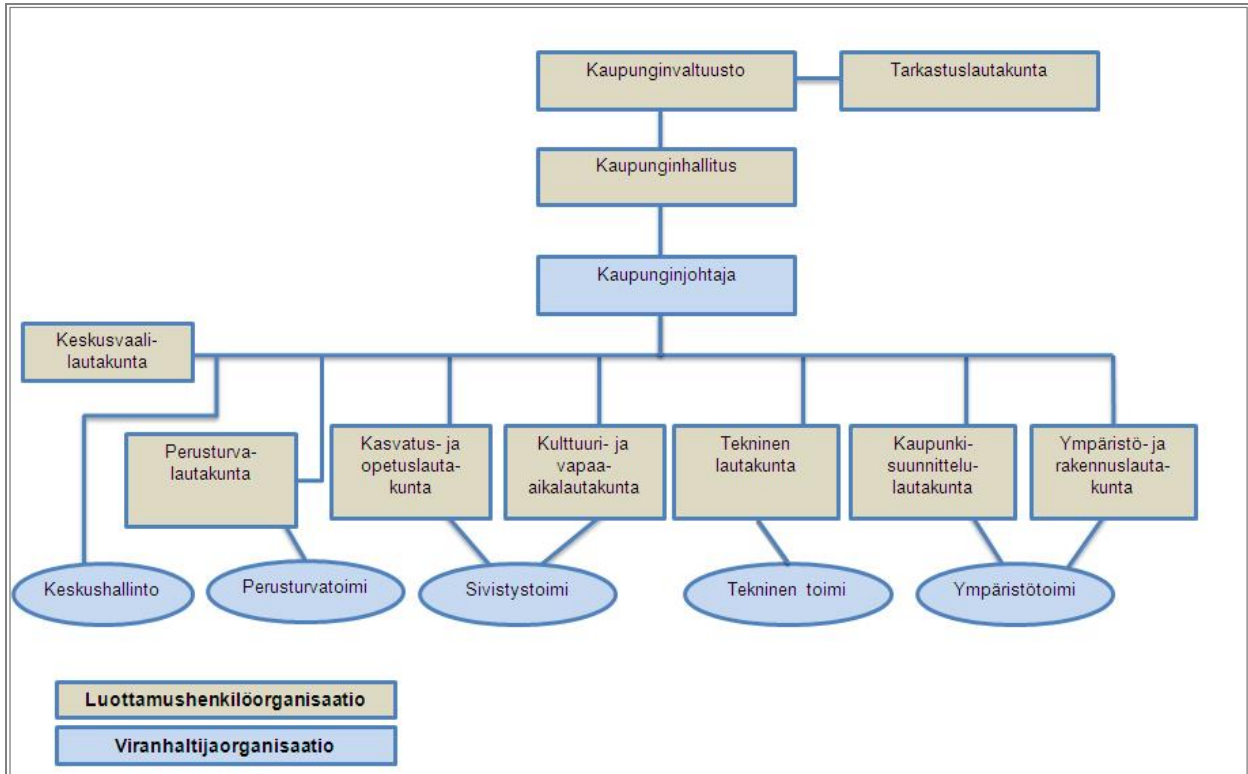 Kaupunginvaltuusto
Tarkastuslautakunta
Kaupunginhallitus
Kaupunginjohtaja
Keskusvaali-
lautakunta
Perusturva-
lautakunta
Kasvatus- ja
opetuslauta-
kunta
Kulttuuri- ja
vapaa-
aikalautakunta
Tekninen
lautakunta
Kaupunki-
suunnittelu-
lautakunta
Ympäristö- ja
rakennuslauta-
kunta
Keskushallinto
Perusturvatoimi
Sivistystoimi
Tekninen toimi
Ympäristötoimi
Luottamushenkilöorganisaatio
Viranhaltijaorganisaatio